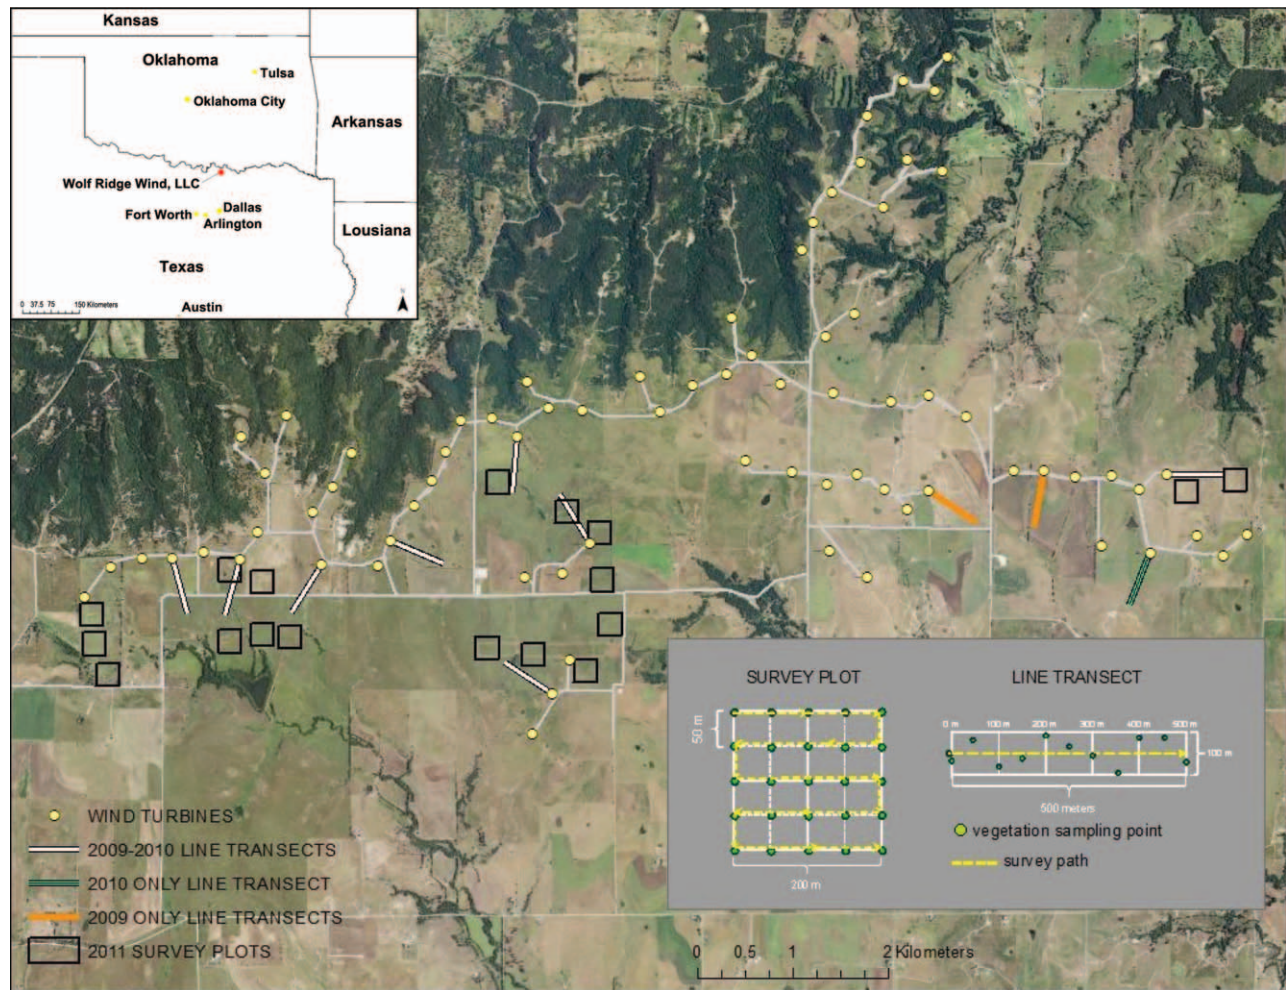 Kansas
Oklahoma
Tulsa
Oklahoma City
Arkansas
Wolf Ridge Wind, LLC
Dallas
Fort Worth
Arlington
Lousiana
Texas
N
0 37.5 75 150 Kilometers
Austin
SURVEY PLOT
LINE TRANSECT
50 m
200 m
0 m 100 m 200 m 300 m 400 m 500 m
100 m
500 meters
vegetation sampling point
survey path
WIND TURBINES
2009-2010 LINE TRANSECTS
2010 ONLY LINE TRANSECT
2009 ONLY LINE TRANSECTS
2011 SURVEY PLOTS
0 0.5 1 2 Kilometers